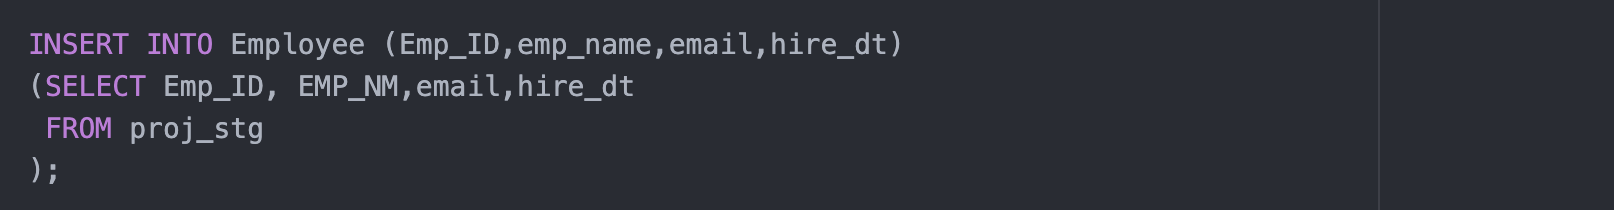 INSERT INTO Employee (Emp_ID,emp_name,email,hire_dt)
(SELECT Emp_ID, EMP_NM,email,hire_dt
 FROM proj_stg
);